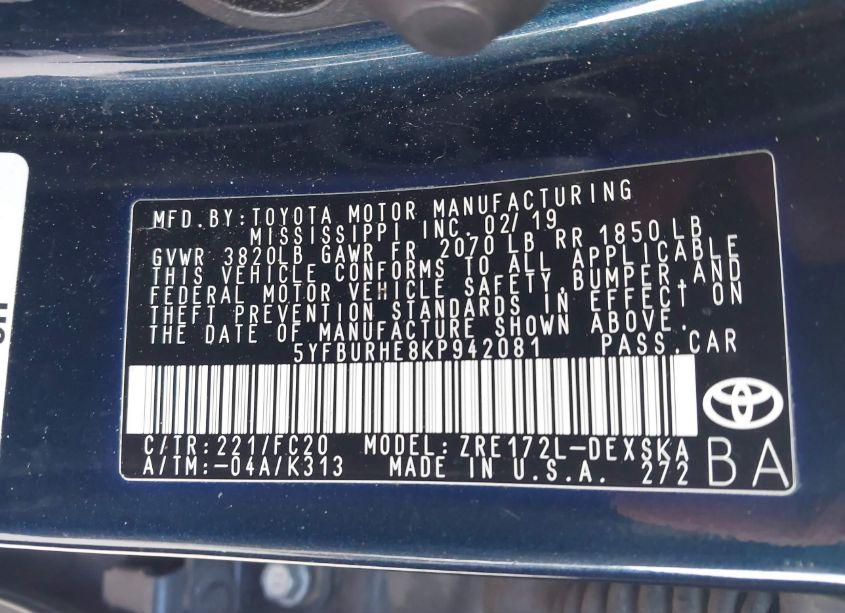 MFD.BY:TOYOTA MOTOR MANUFACTURING
MISSISSIPPI INC. 02/19
GVWR 3820LB GAWR FR 2070LB RR 1850LB
THIS VEHICLE CONFORMS TO ALL APPLICABLE
FEDERAL MOTOR VEHICLE SAFETY,BUMPER,AND
THEFT PREVENTION STANDARDS IN EFFECT ON
THE DATE OF MANUFACTURE SHOWN ABOVE.
5YFBURHE8KP942081 PASS.CAR
C/TR:221/FC20 MODEL:ZRE172L-DEXSKA
A/TM:-04A/K313 MADE IN U.S.A. 272
BA